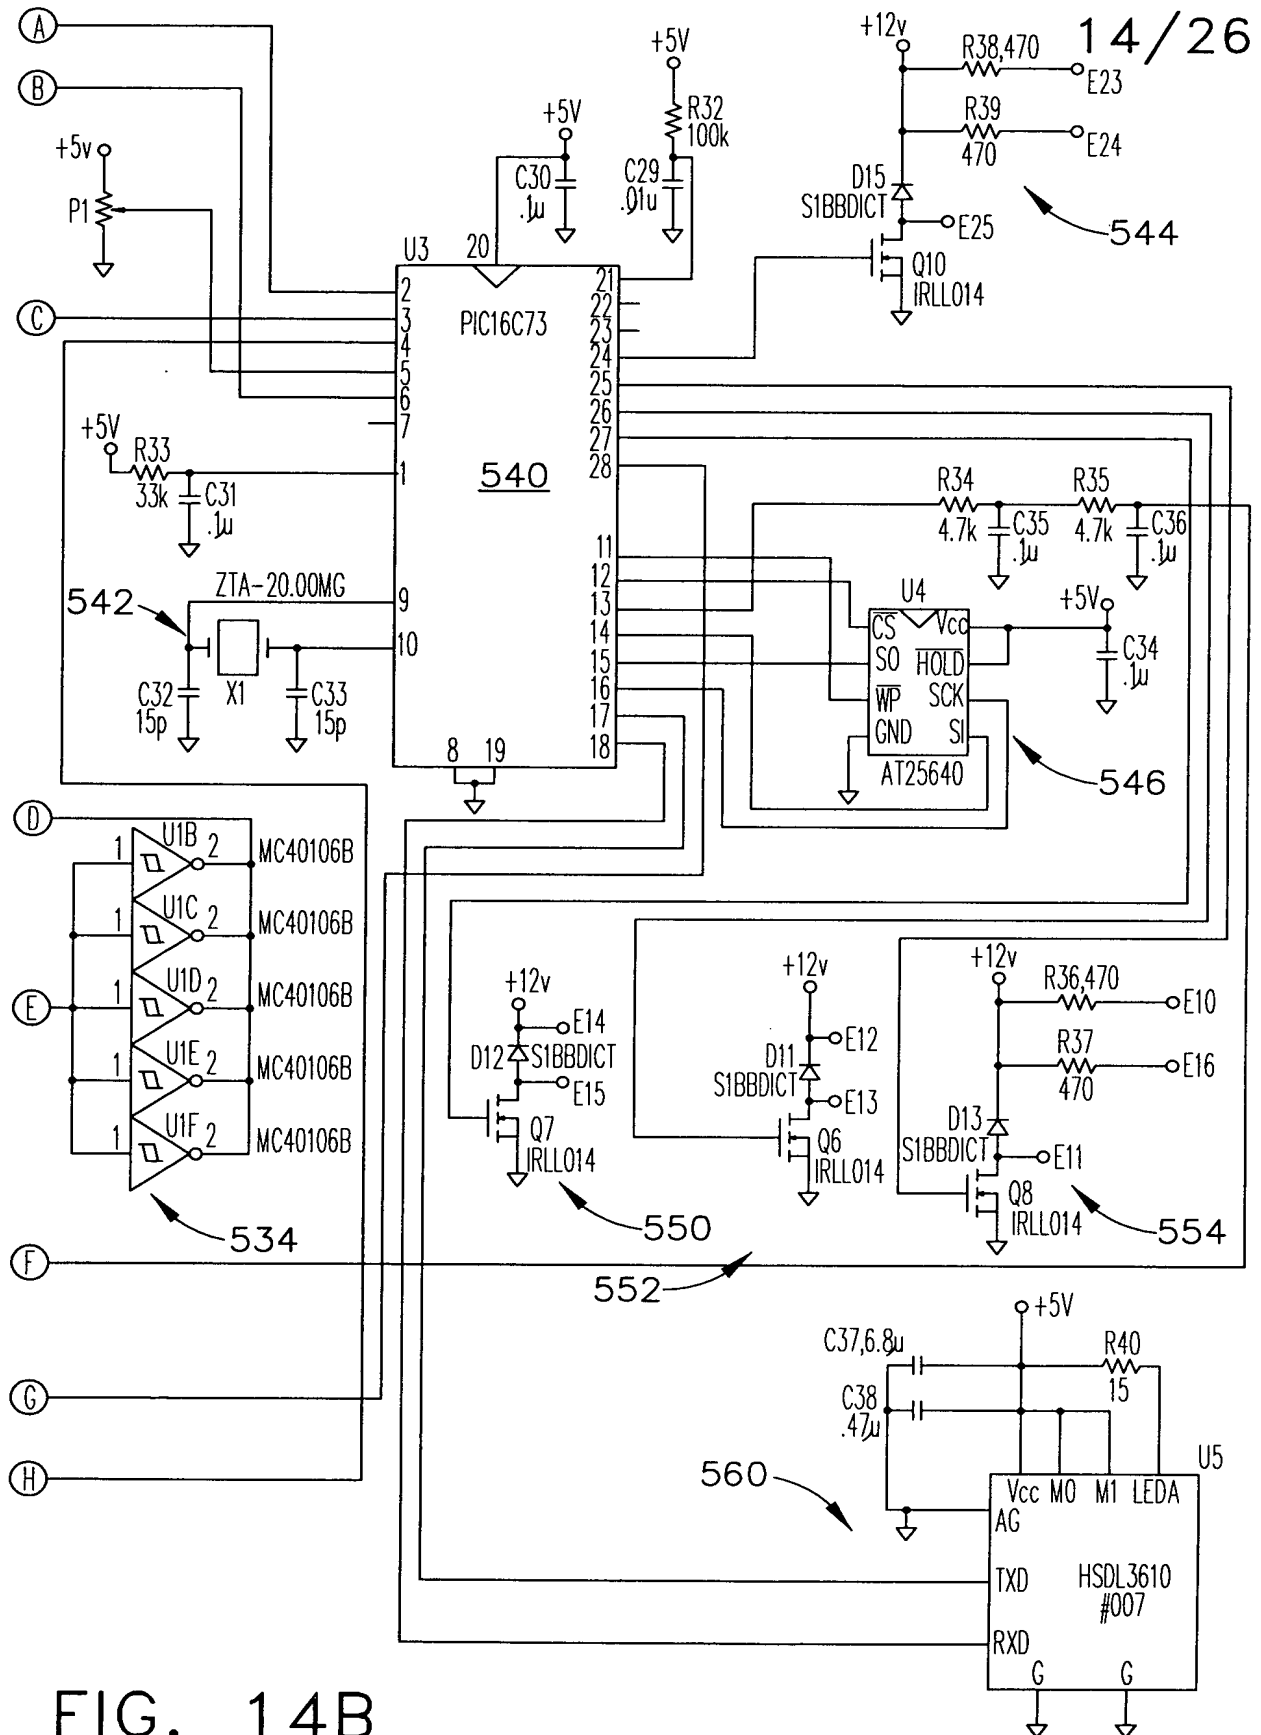 14/26
A
B
+5v
P1
C
+5V
R33
33k
C31
.1µ
542
ZTA-20.00MG
X1
C32
15p
C33
15p
U3
20
+5V
C30
.1µ
+5V
R32
100k
C29
.01µ
PIC16C73
540
2
3
4
5
6
7
1
9
10
8 19
21
22
23
24
25
26
27
28
11
12
13
14
15
16
17
18
+12v
R38,470
E23
R39
470
E24
D15
S1BBDICT
E25
Q10
IRLL014
544
R34
4.7k
C35
.1µ
R35
4.7k
C36
.1µ
U4
CS
Vcc
SO
HOLD
WP
SCK
GND
SI
AT25640
+5V
C34
.1µ
546
D
E
1 U1B 2 MC40106B
1 U1C 2 MC40106B
1 U1D 2 MC40106B
1 U1E 2 MC40106B
1 U1F 2 MC40106B
534
+12v
E14
D12 S1BBDICT
E15
Q7
IRLL014
550
+12v
E12
D11
S1BBDICT
E13
Q6
IRLL014
552
+12v
R36,470
E10
R37
470
E16
D13
S1BBDICT
E11
Q8
IRLL014
554
F
G
H
+5V
C37,6.8µ
R40
15
C38
.47µ
560
U5
Vcc M0 M1 LEDA
AG
TXD
HSDL3610
#007
RXD
G G
FIG. 14B